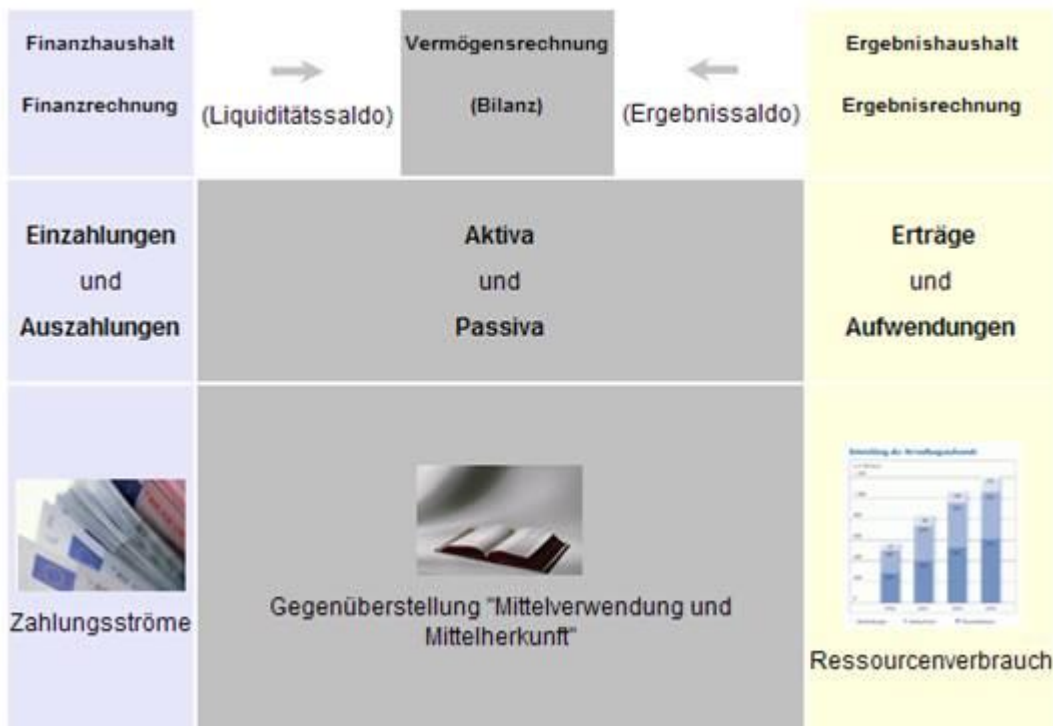 Finanzhaushalt
Finanzrechnung
(Liquiditätssaldo)
Vermögensrechnung
(Bilanz)
(Ergebnissaldo)
Ergebnishaushalt
Ergebnisrechnung
Einzahlungen
und
Auszahlungen
Aktiva
und
Passiva
Erträge
und
Aufwendungen
Zahlungsströme
Gegenüberstellung "Mittelverwendung und
Mittelherkunft"
Ressourcenverbrauch